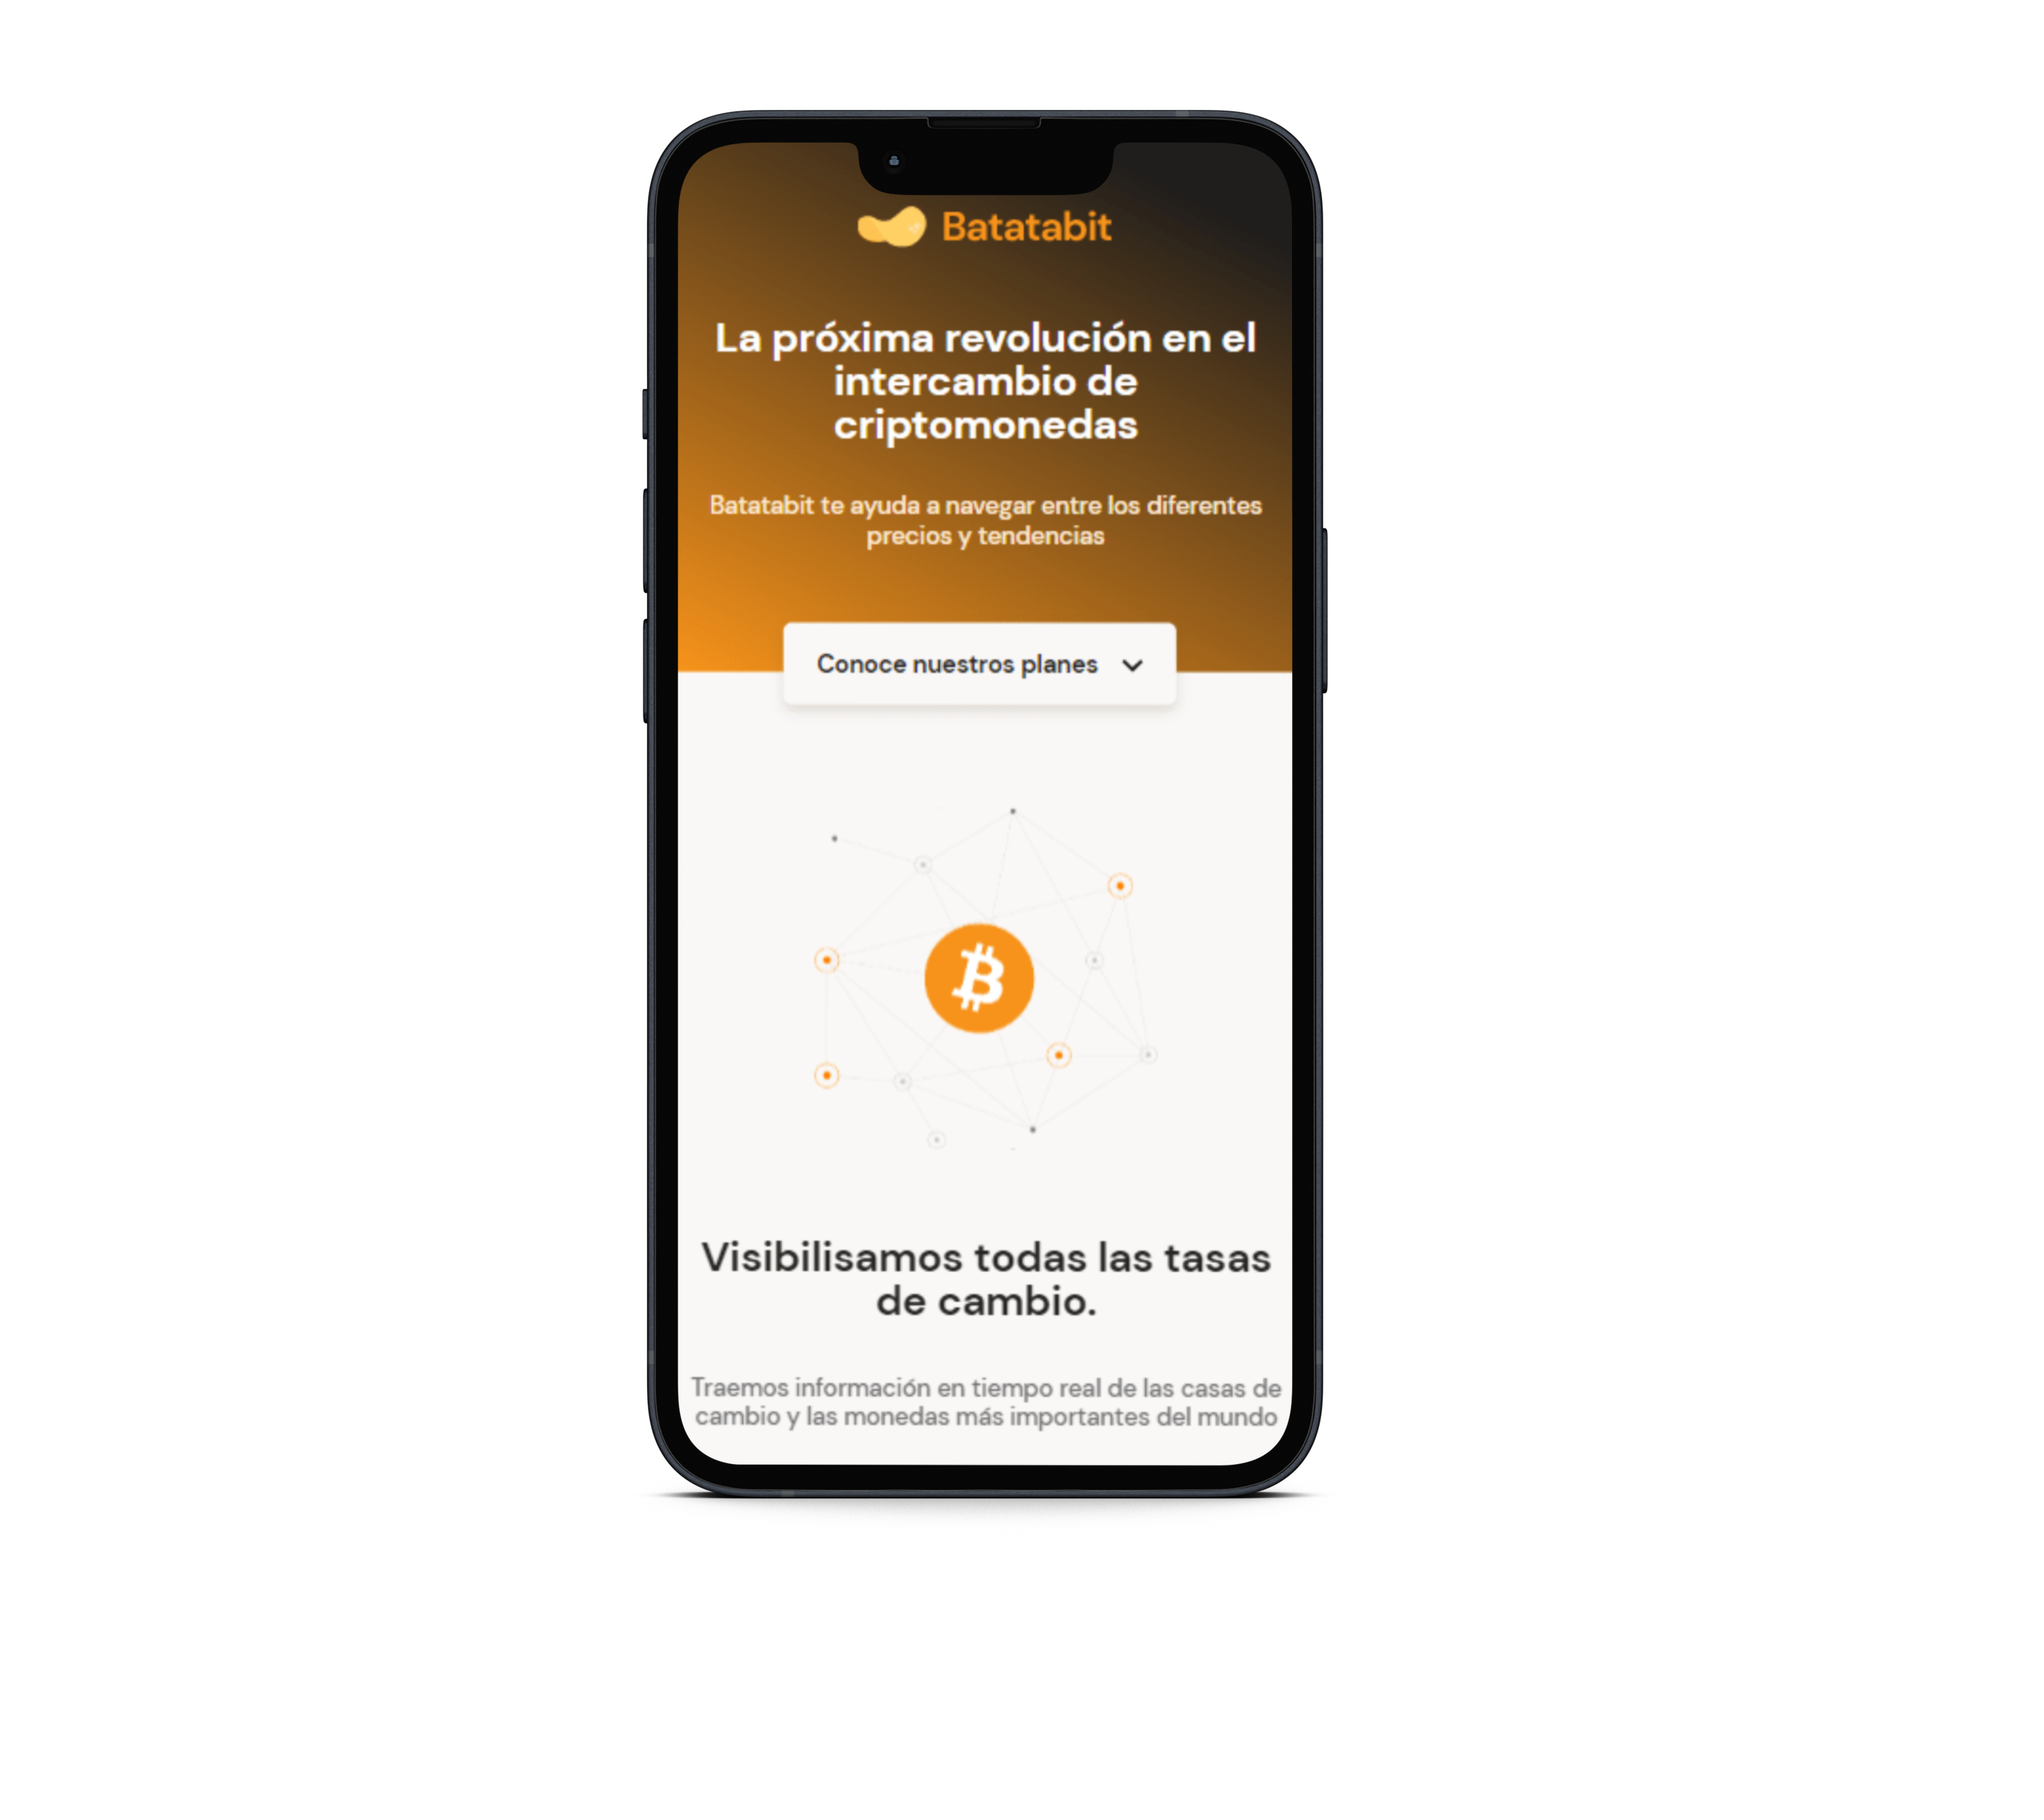 Batatabit
La próxima revolución en el
intercambio de
criptomonedas
Batatabit te ayuda a navegar entre los diferentes
precios y tendencias
Conoce nuestros planes
Visibilisamos todas las tasas
de cambio.
Traemos información en tiempo real de las casas de
cambio y las monedas más importantes del mundo